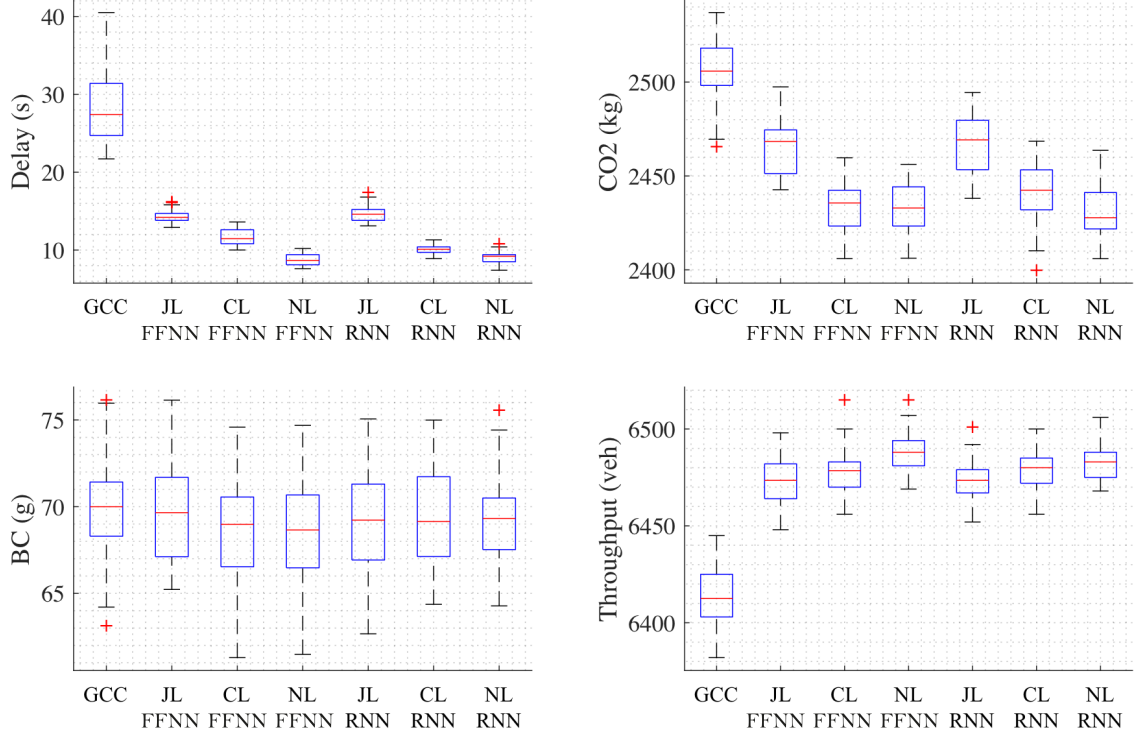 Delay (s)
40
30
20
10
GCC JL CL NL JL CL NL
FFNN FFNN FFNN RNN RNN RNN
CO2 (kg)
2500
2450
2400
GCC JL CL NL JL CL NL
FFNN FFNN FFNN RNN RNN RNN
BC (g)
75
70
65
GCC JL CL NL JL CL NL
FFNN FFNN FFNN RNN RNN RNN
Throughput (veh)
6500
6450
6400
GCC JL CL NL JL CL NL
FFNN FFNN FFNN RNN RNN RNN